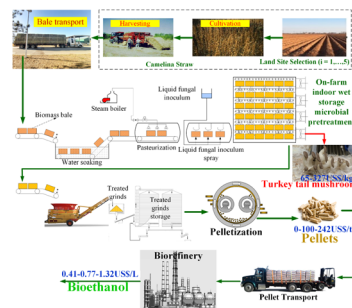 Bale transport
Harvesting
Cultivation
Camelina Straw
Land Site Selection (i = 1,…,5)
Biomass bale
Steam boiler
Liquid fungal
inoculum
On-farm
indoor wet
storage
microbial
pretreatment
Water soaking
Pasteurization
Liquid fungal inoculum
spray
Turkey tail mushroom
Treated
grinds
Treated
grinds
storage
Pelletization
0-100-242US$/t
Pellets
0.41-0.77-1.32US$/L
Bioethanol
Biorefinery
Pellet Transport